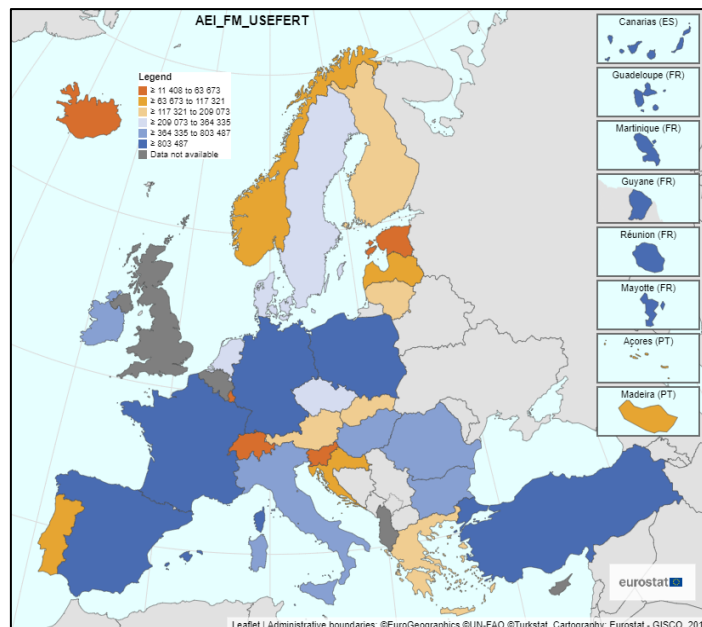 AEI_FM_USEFERT
Legend
≥ 11 408 to 63 673
≥ 63 673 to 117 321
≥ 117 321 to 209 073
≥ 209 073 to 364 335
≥ 364 335 to 803 487
≥ 803 487
Data not available
Canarias (ES)
Guadeloupe (FR)
Martinique (FR)
Guyane (FR)
Réunion (FR)
Mayotte (FR)
Açores (PT)
Madeira (PT)
eurostat
Leaflet | Administrative boundaries: ©EuroGeographics ©UN-FAO ©Turkstat, Cartography: Eurostat - GISCO, 201